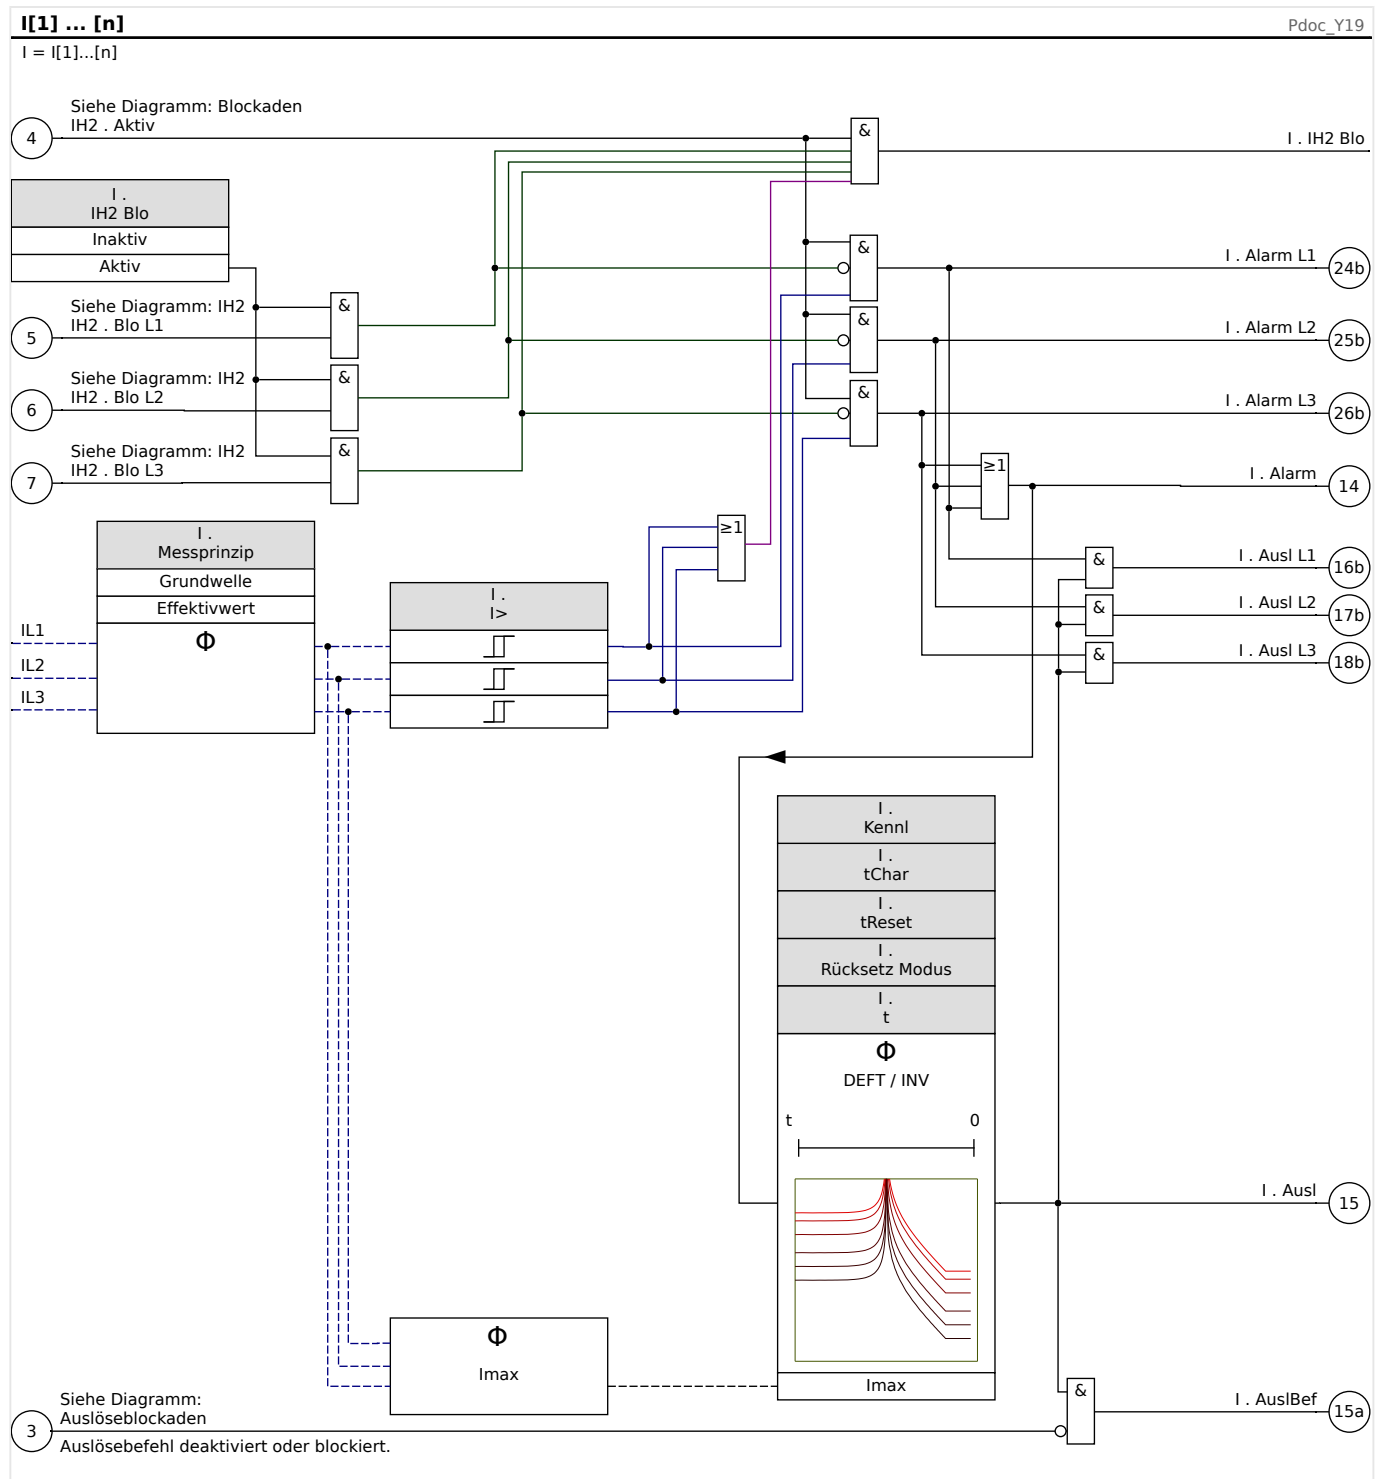 I[1] ... [n]
Pdoc_Y19
I = I[1]...[n]
Siehe Diagramm: Blockaden
IH2 . Aktiv
4
&
I . IH2 Blo
I .
IH2 Blo
Inaktiv
Aktiv
&
I . Alarm L1
24b
Siehe Diagramm: IH2
IH2 . Blo L1
5
&
&
I . Alarm L2
25b
Siehe Diagramm: IH2
IH2 . Blo L2
6
&
&
I . Alarm L3
26b
Siehe Diagramm: IH2
IH2 . Blo L3
7
&
≥1
I . Alarm
14
I .
Messprinzip
Grundwelle
Effektivwert
Φ
≥1
&
I . Ausl L1
16b
I .
I>
&
I . Ausl L2
17b
IL1
IL2
IL3
&
I . Ausl L3
18b
I .
Kennl
I .
tChar
I .
tReset
I .
Rücksetz Modus
I .
t
Φ
DEFT / INV
t
0
I . Ausl
15
Φ
Imax
Imax
Siehe Diagramm:
Auslöseblockaden
3
Auslösebefehl deaktiviert oder blockiert.
&
I . AuslBef
15a